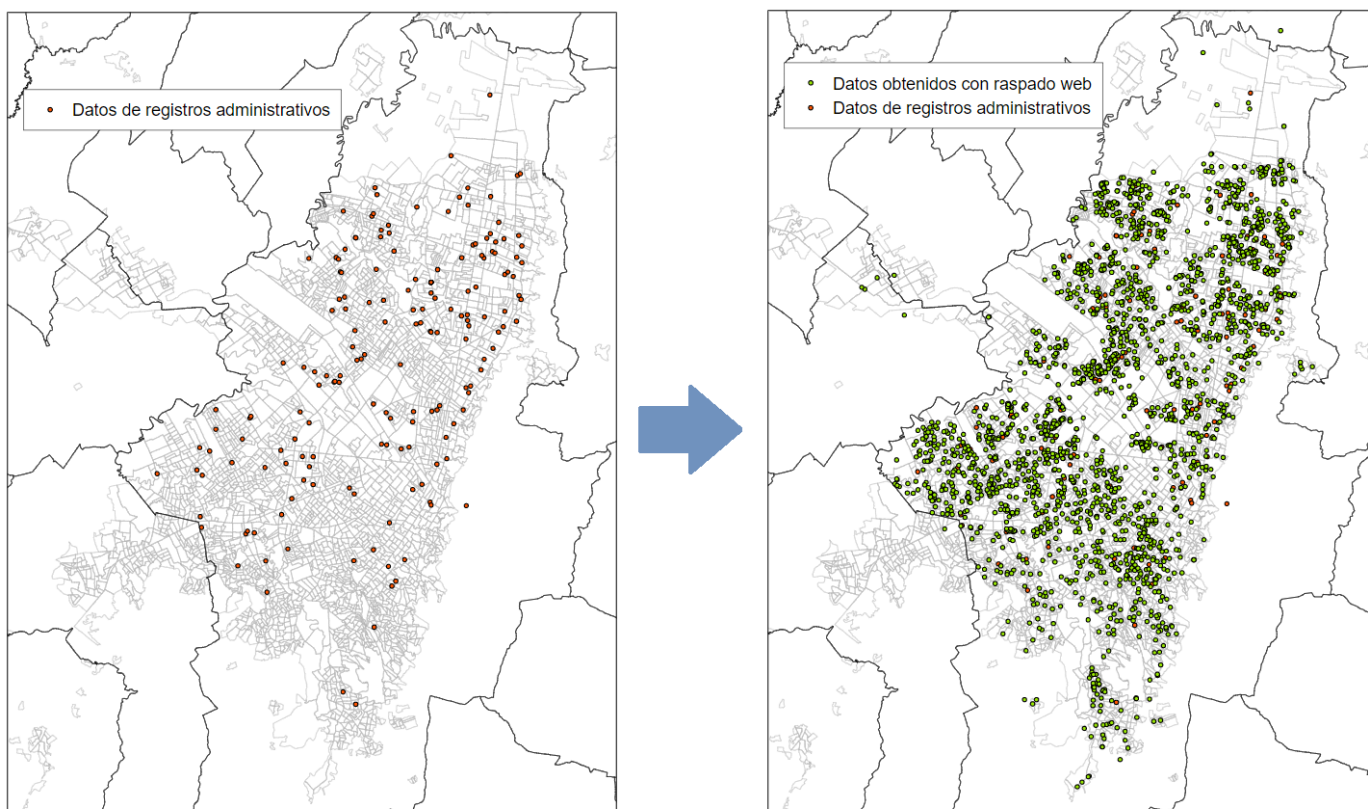 Datos de registros administrativos
Datos obtenidos con raspado web
Datos de registros administrativos